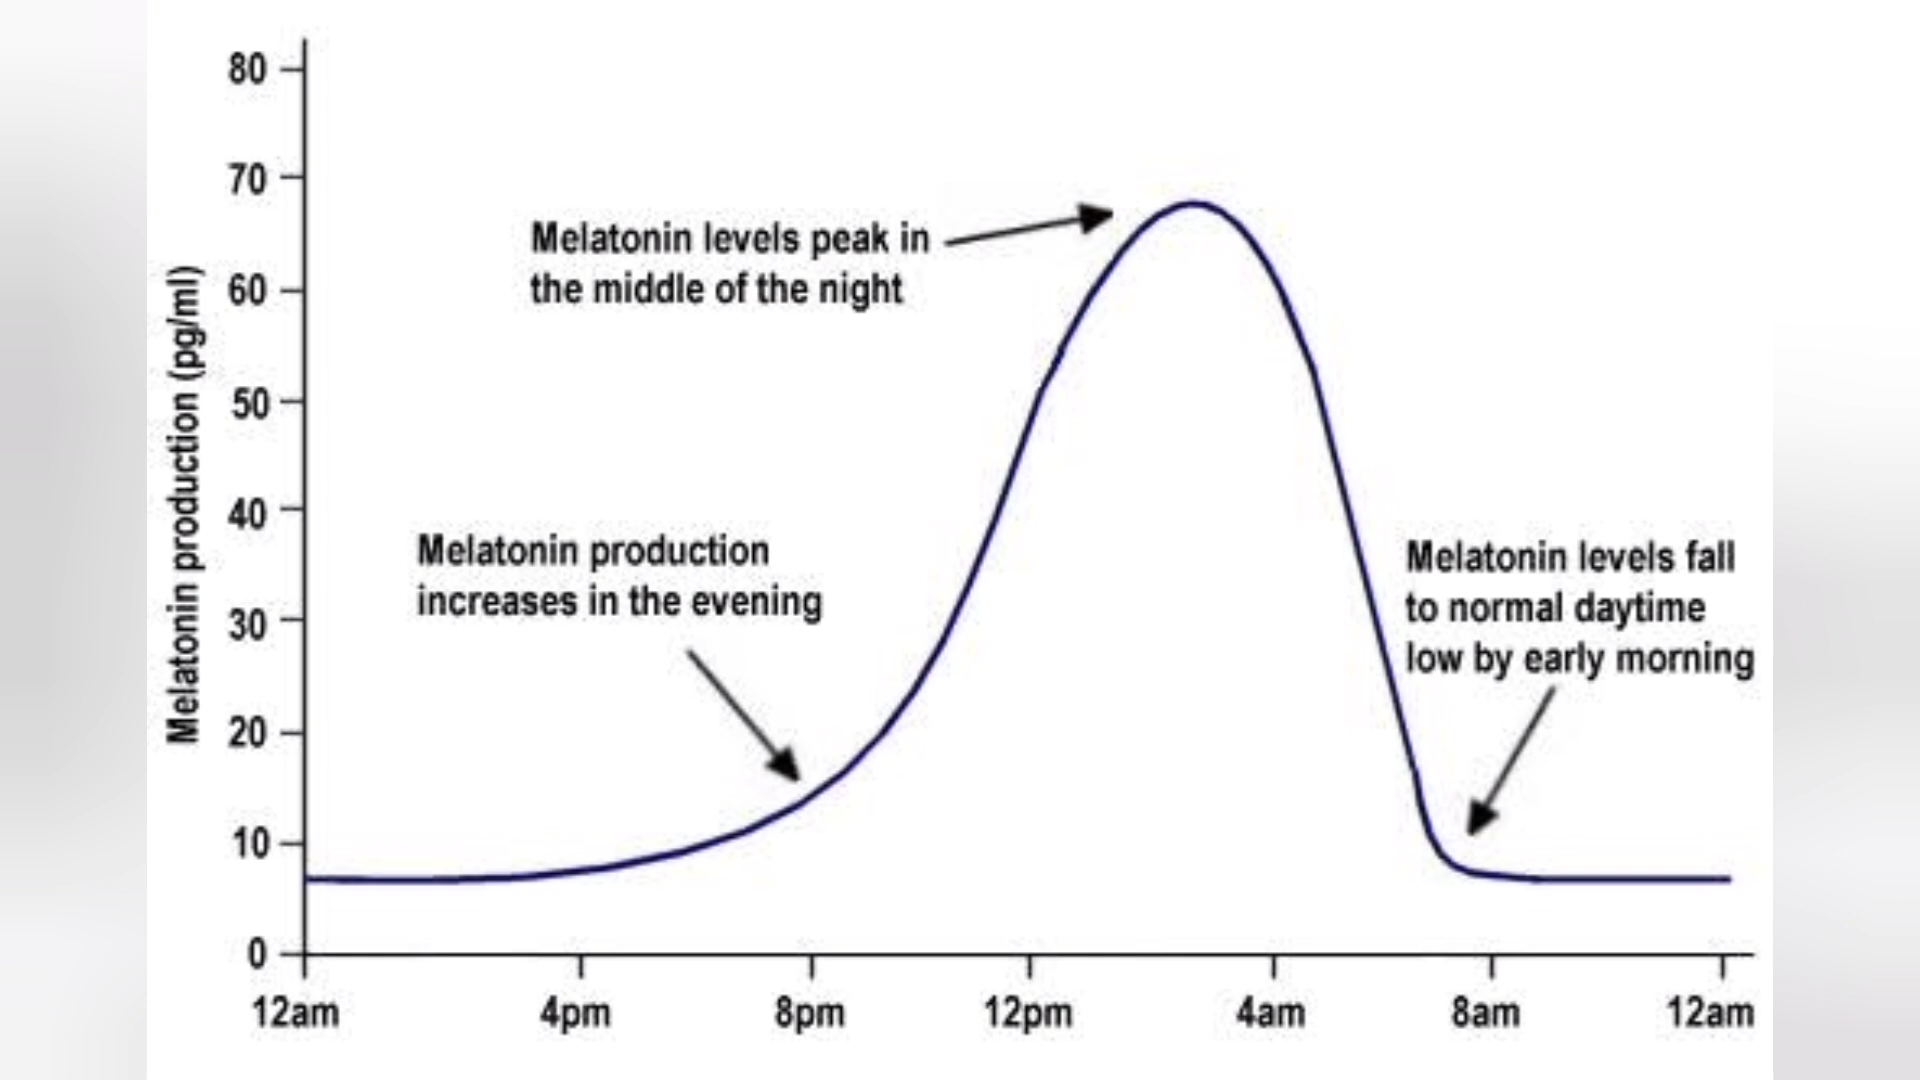 Melatonin production (pg/ml)
80
70
60
50
40
30
20
10
0
Melatonin levels peak in
the middle of the night
Melatonin production
increases in the evening
Melatonin levels fall
to normal daytime
low by early morning
12am 4pm 8pm 12pm 4am 8am 12am